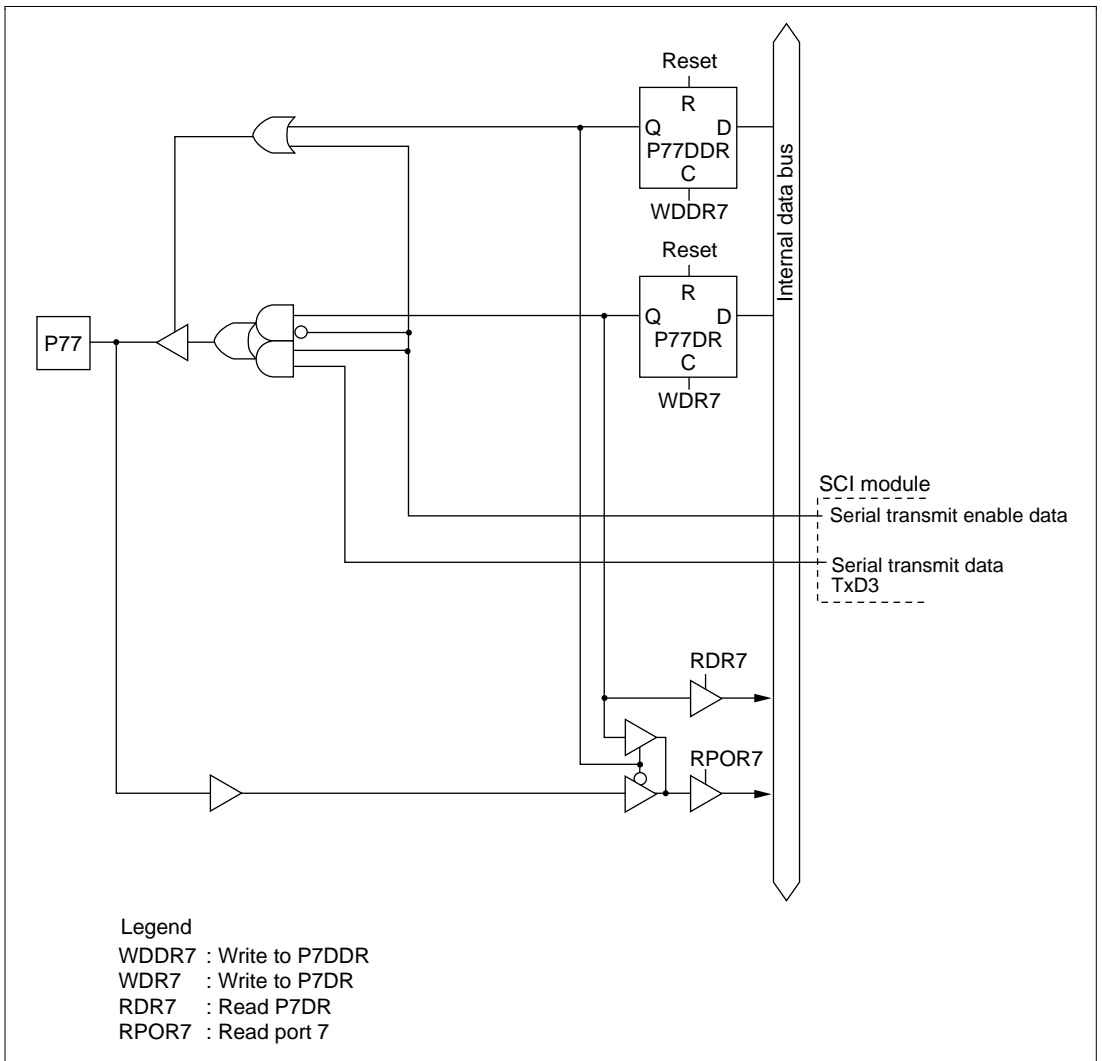 Reset
R
Q D
P77DDR
C
WDDR7
Internal data bus
Reset
R
Q D
P77DR
C
WDR7
P77
SCI module
Serial transmit enable data
Serial transmit data
TxD3
RDR7
RPOR7
Legend
WDDR7 : Write to P7DDR
WDR7 : Write to P7DR
RDR7 : Read P7DR
RPOR7 : Read port 7